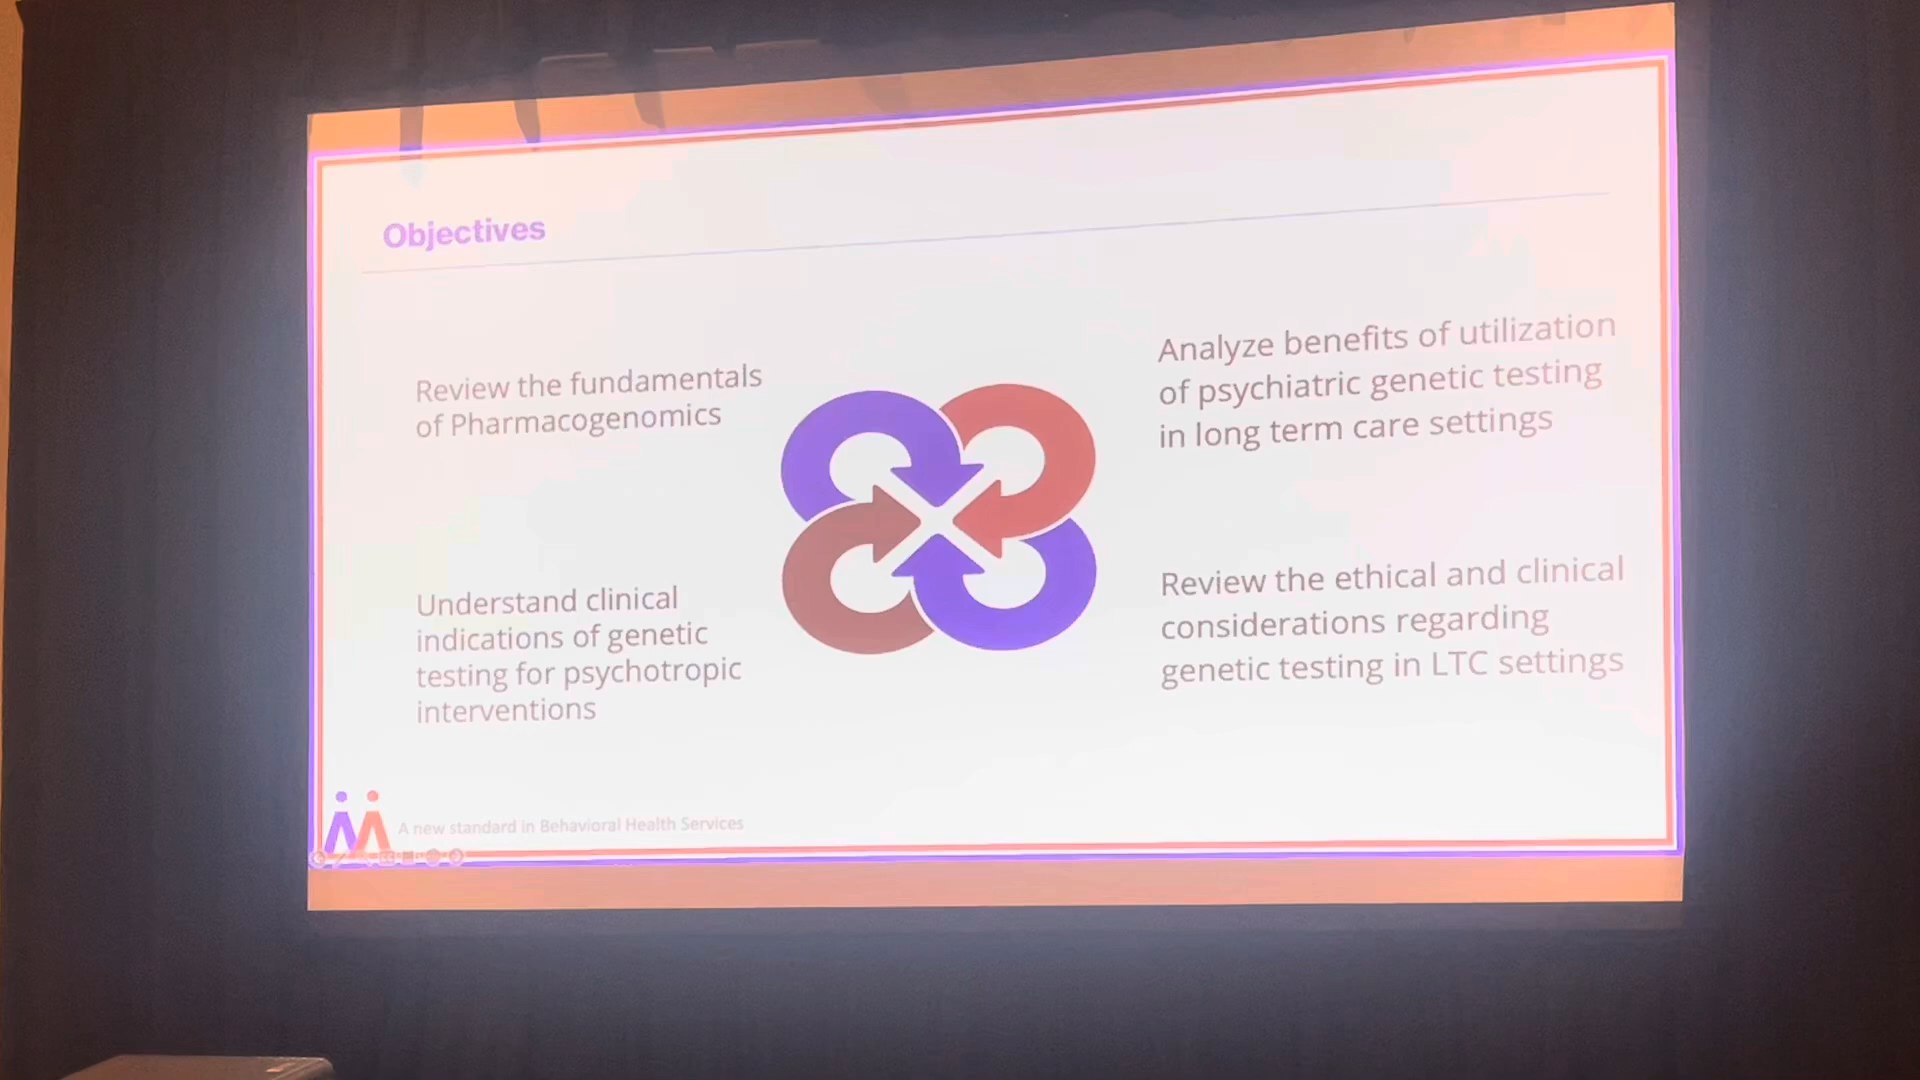 Objectives
Review the fundamentals
of Pharmacogenomics
Understand clinical
indications of genetic
testing for psychotropic
interventions
Analyze benefits of utilization
of psychiatric genetic testing
in long term care settings
Review the ethical and clinical
considerations regarding
genetic testing in LTC settings
A new standard in Behavioral Health Services